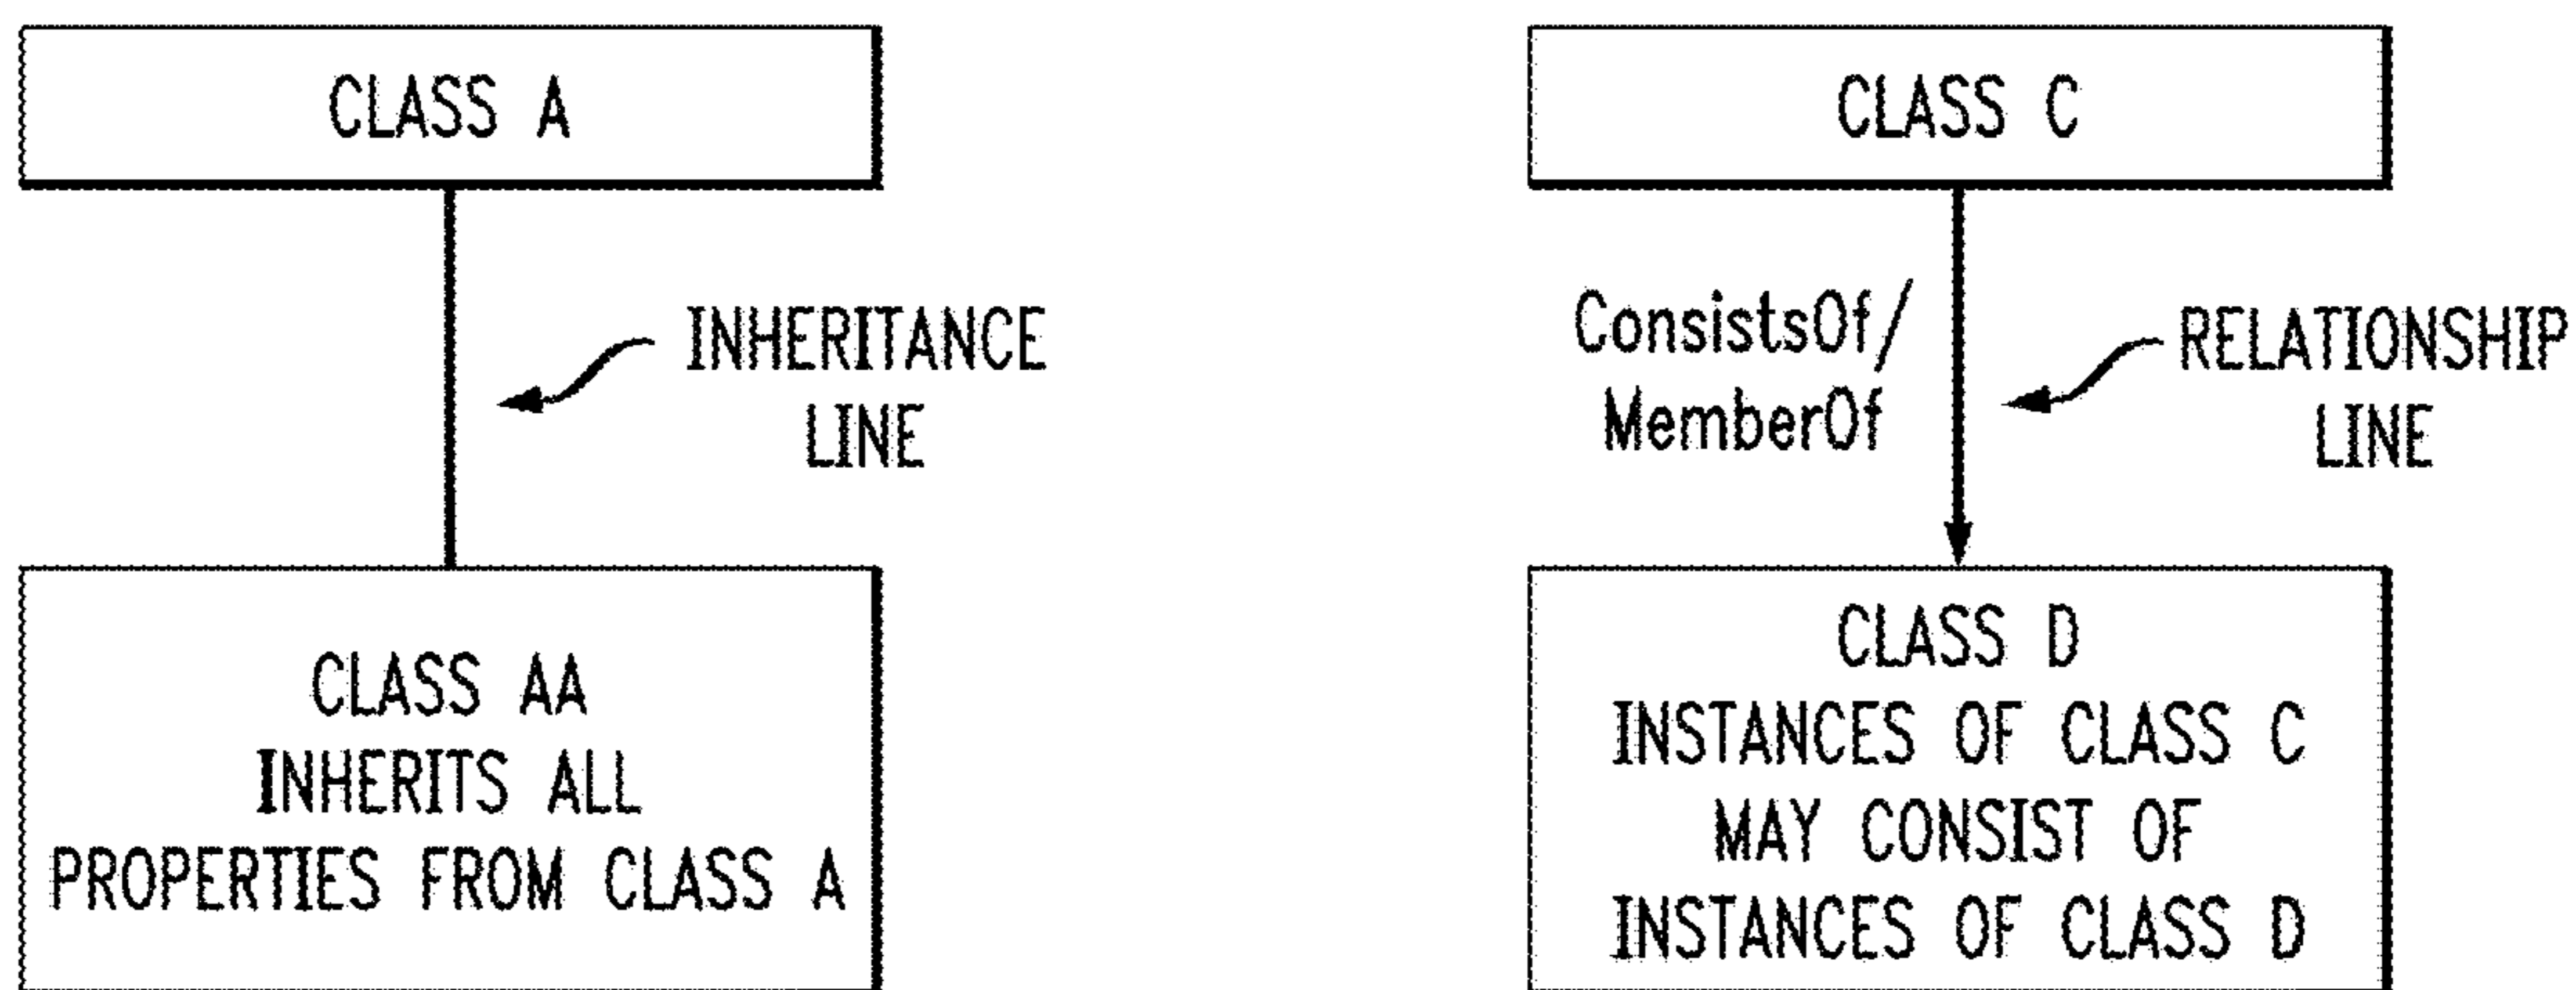 CLASS A
INHERITANCE
LINE
CLASS AA
INHERITS ALL
PROPERTIES FROM CLASS A
CLASS C
ConsistsOf/
MemberOf
RELATIONSHIP
LINE
CLASS D
INSTANCES OF CLASS C
MAY CONSIST OF
INSTANCES OF CLASS D